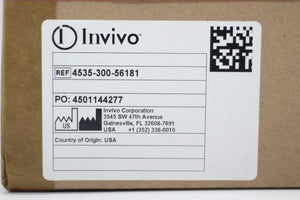 Invivo
REF 4535-300-56181
PO: 4501144277
Invivo Corporation
3545 SW 47th Avenue
Gainesville, FL 32608-7691
USA +1 (352) 336-0010
US
Country of Origin: USA